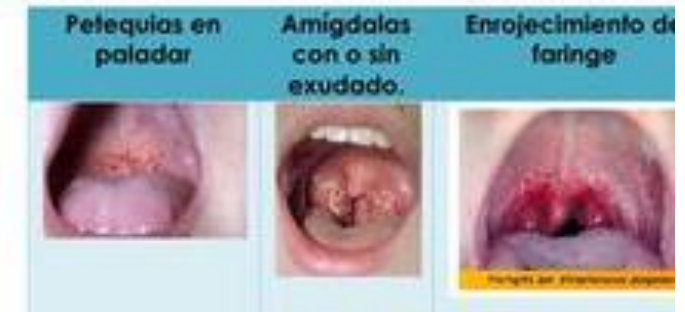 Petequias en
paladar
Amígdalas
con o sin
exudado.
Enrojecimiento de
faringe